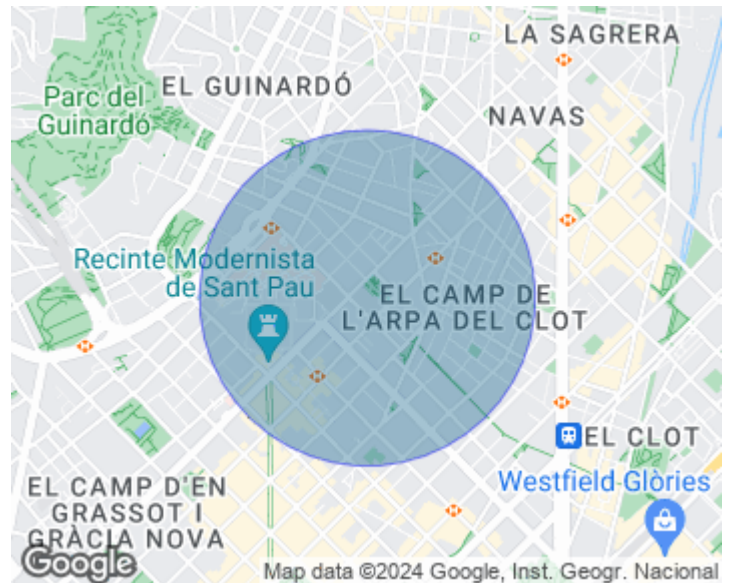 LA SAGRERA
EL GUINARDÓ
Parc del
Guinardó
NAVAS
Recinte Modernista
de Sant Pau
EL CAMP DE
L'ARPA DEL CLOT
EL CLOT
Westfield Glòries
EL CAMP D'EN
GRASSOT I
GRÀCIA NOVA
Google
Map data ©2024 Google, Inst. Geogr. Nacional